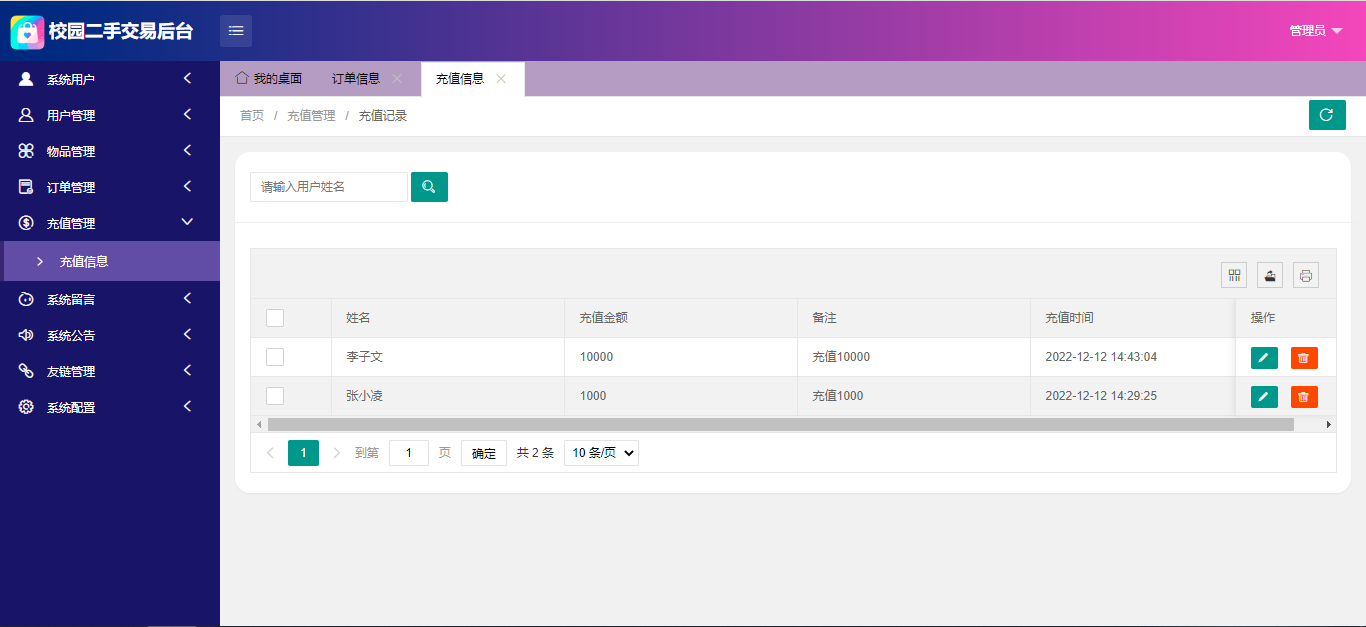 校园二手交易后台
管理员
系统用户
用户管理
物品管理
订单管理
充值管理
充值信息
系统留言
系统公告
友链管理
系统配置
我的桌面 订单信息 充值信息
首页 / 充值管理 / 充值记录
请输入用户姓名
姓名 充值金额 备注 充值时间 操作
李子文 10000 充值10000 2022-12-12 14:43:04
张小凌 1000 充值1000 2022-12-12 14:29:25
1 到第 1 页 确定 共 2 条 10 条/页